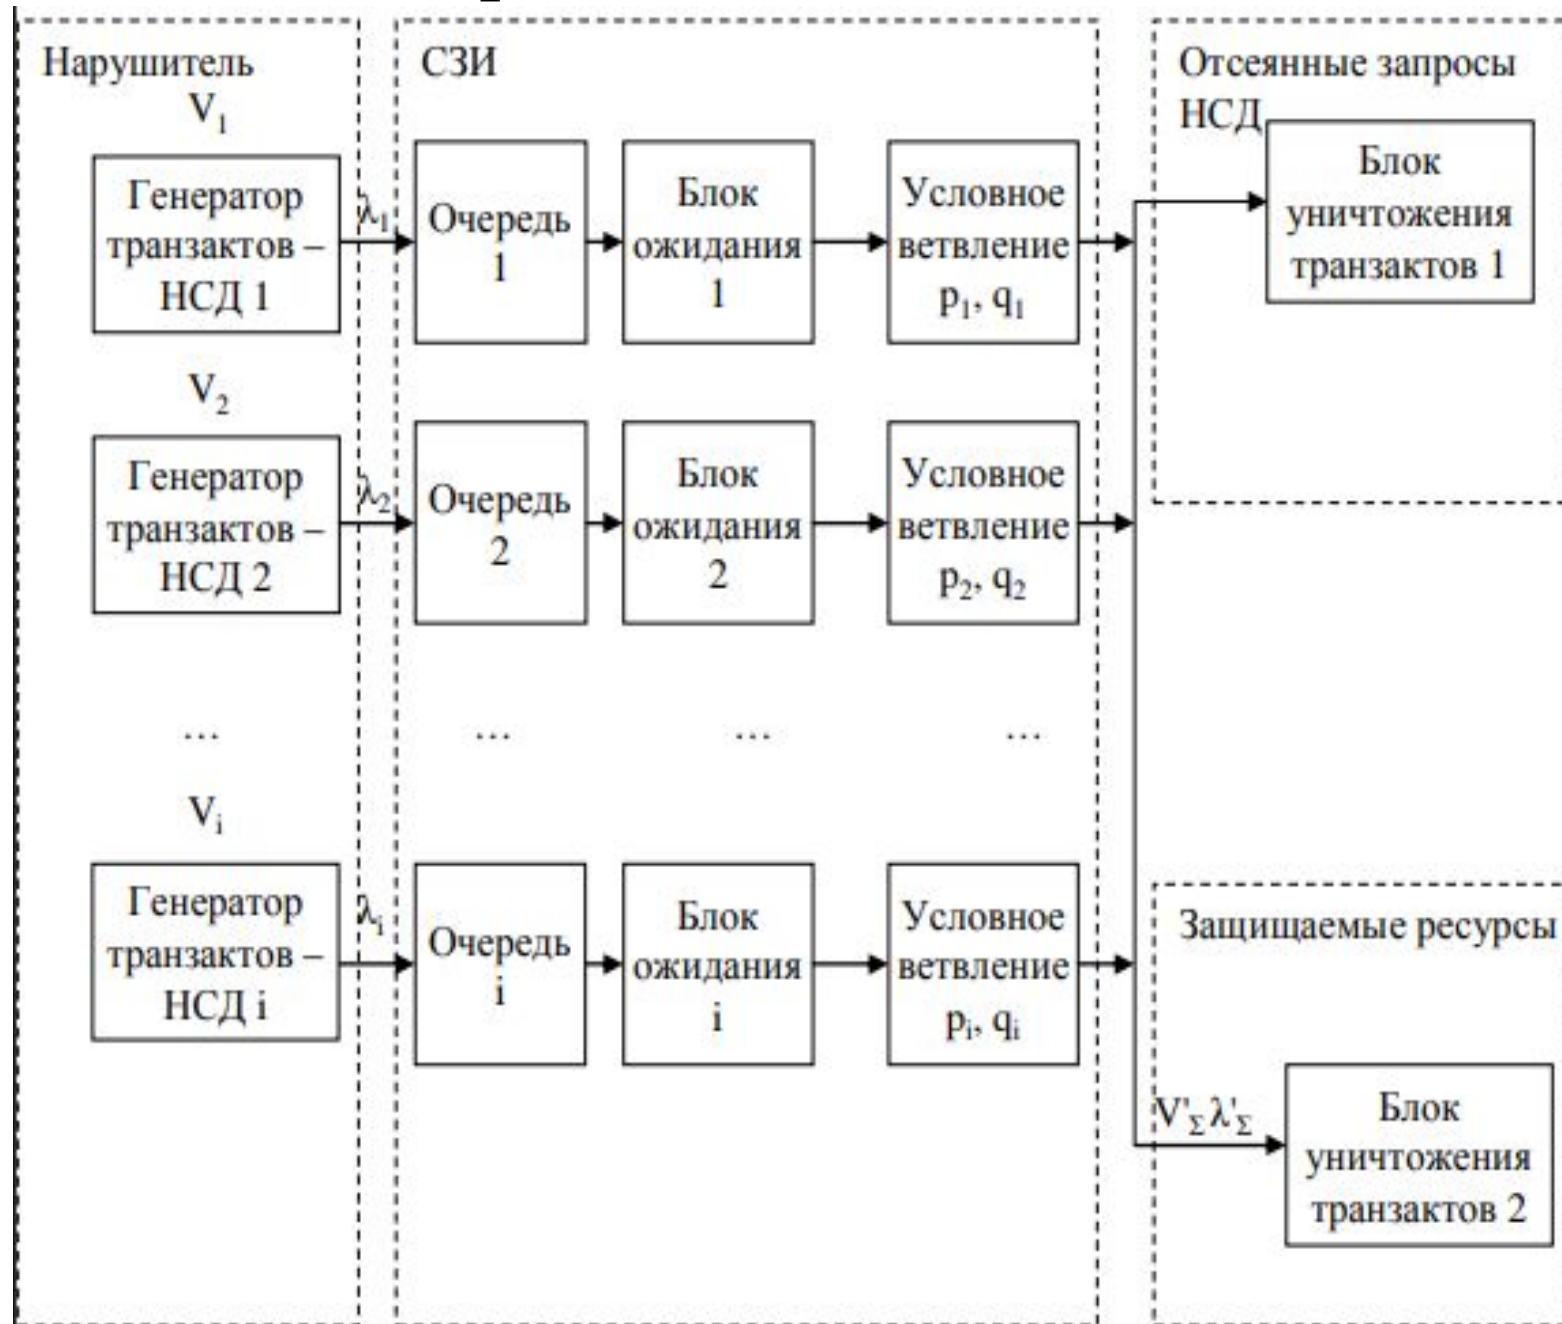 Нарушитель
V₁
Генератор
транзактов –
НСД 1
λ₁
СЗИ
Очередь
1
Блок
ожидания
1
Условное
ветвление
p₁, q₁
Отсеянные запросы
НСД
Блок
уничтожения
транзактов 1
V₂
Генератор
транзактов –
НСД 2
λ₂
Очередь
2
Блок
ожидания
2
Условное
ветвление
p₂, q₂
...
...
...
...
Vᵢ
Генератор
транзактов –
НСД i
λᵢ
Очередь
i
Блок
ожидания
i
Условное
ветвление
pᵢ, qᵢ
Защищаемые ресурсы
V'Σ λ'Σ
Блок
уничтожения
транзактов 2